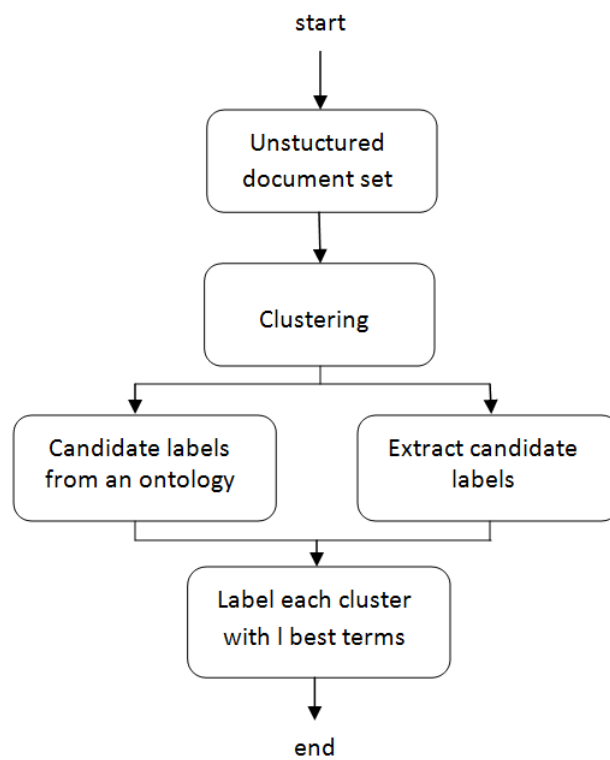 start
Unstuctured
document set
Clustering
Candidate labels
from an ontology
Extract candidate
labels
Label each cluster
with l best terms
end